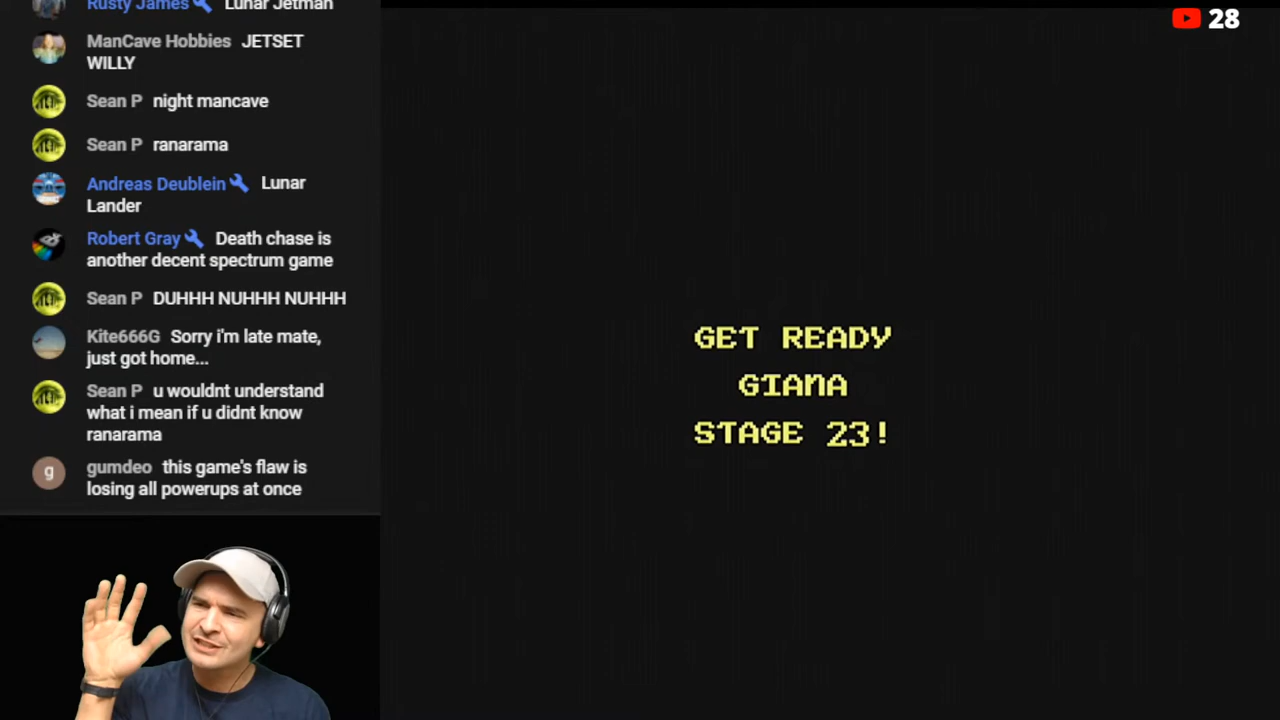 Rusty James Lunar Jetman
ManCave Hobbies JETSET
WILLY
Sean P night mancave
Sean P ranarama
Andreas Deublein Lunar
Lander
Robert Gray Death chase is
another decent spectrum game
Sean P DUHHH NUHHH NUHHH
Kite666G Sorry i'm late mate,
just got home...
Sean P u wouldnt understand
what i mean if u didnt know
ranarama
g gumdeo this game's flaw is
losing all powerups at once
28
GET READY
GIANA
STAGE 23!